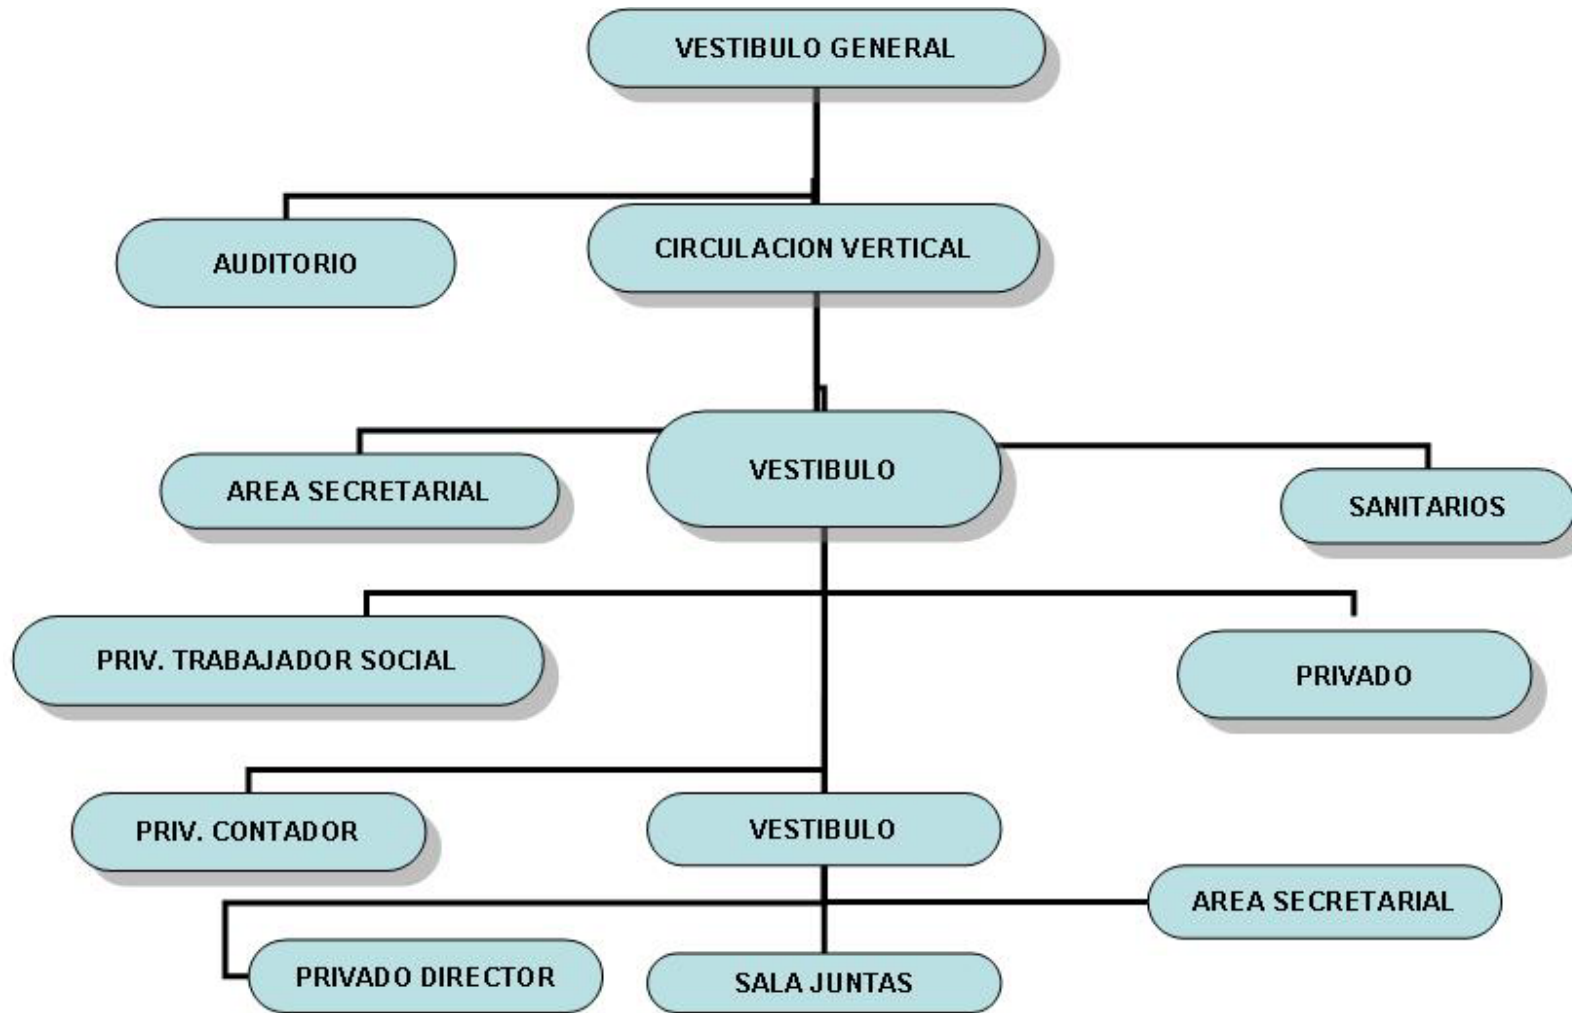 VESTIBULO GENERAL
AUDITORIO
CIRCULACION VERTICAL
AREA SECRETARIAL
VESTIBULO
SANITARIOS
PRIV. TRABAJADOR SOCIAL
PRIVADO
PRIV. CONTADOR
VESTIBULO
AREA SECRETARIAL
PRIVADO DIRECTOR
SALA JUNTAS